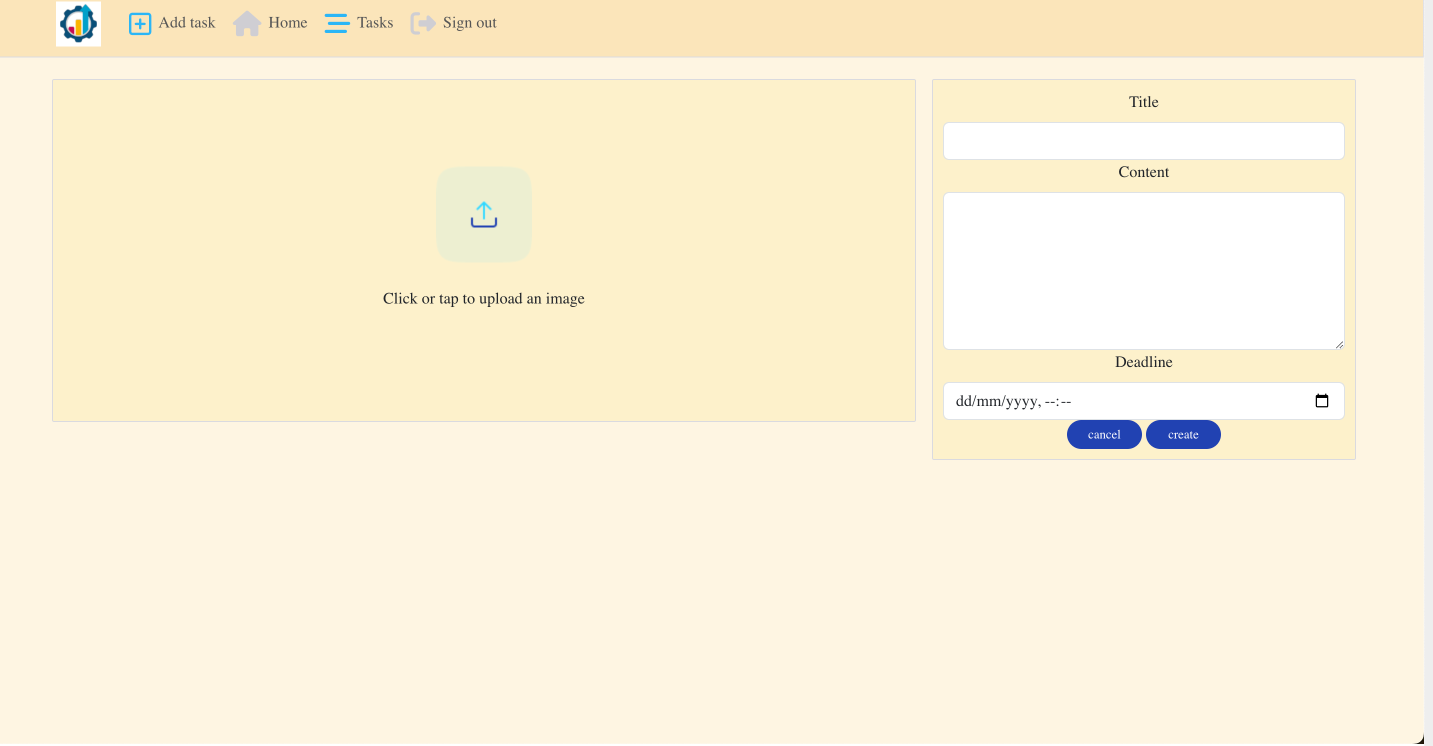 Add task Home Tasks Sign out
Click or tap to upload an image
Title
Content
Deadline
dd/mm/yyyy, --:--
cancel create